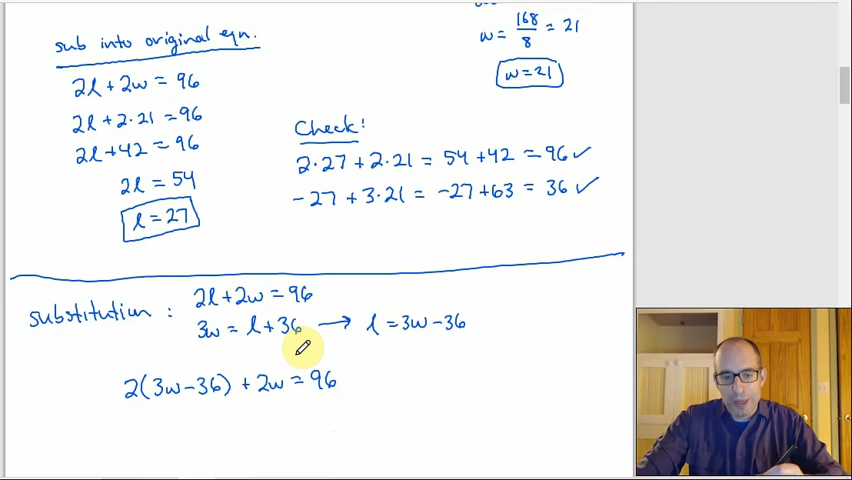 w = 168/8 = 21
w = 21
sub into original eqn.
2l + 2w = 96
2l + 2·21 = 96
2l + 42 = 96
2l = 54
l = 27
Check!
2·27 + 2·21 = 54 + 42 = 96 ✓
-27 + 3·21 = -27 + 63 = 36 ✓
substitution : 2l + 2w = 96
3w = l + 36 → l = 3w - 36
2(3w - 36) + 2w = 96